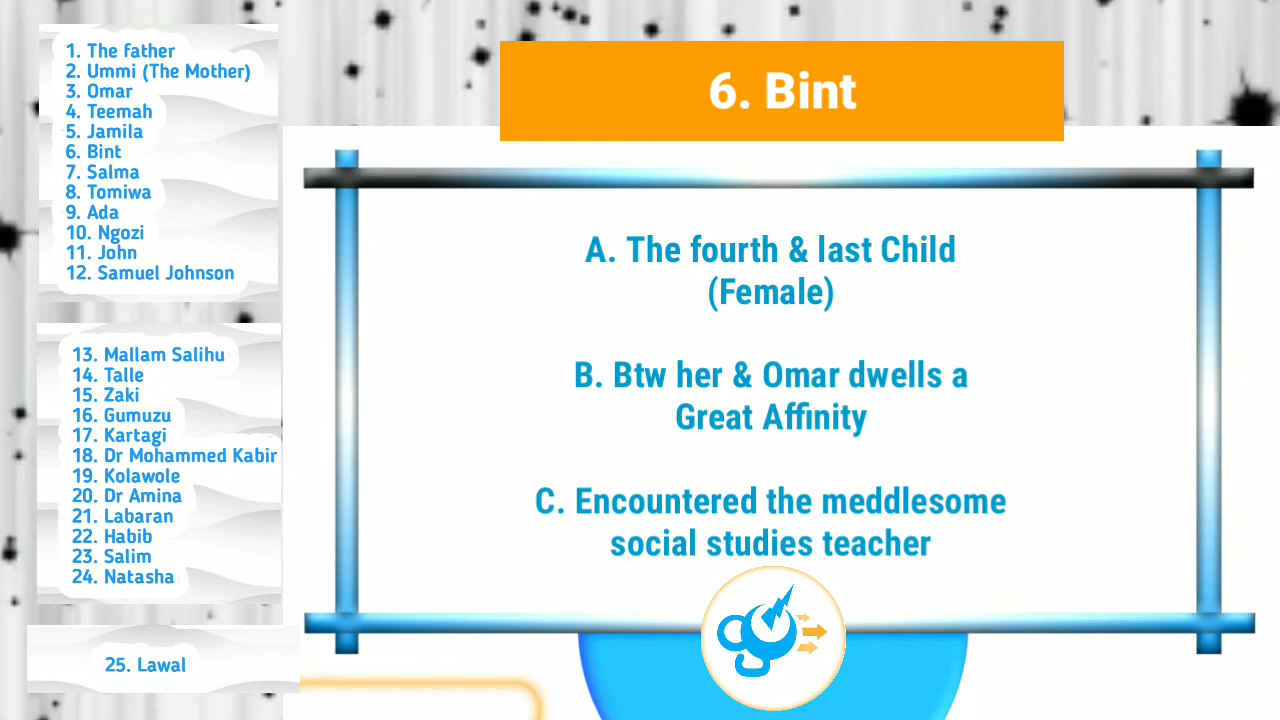 1. The father
2. Ummi (The Mother)
3. Omar
4. Teemah
5. Jamila
6. Bint
7. Salma
8. Tomiwa
9. Ada
10. Ngozi
11. John
12. Samuel Johnson
13. Mallam Salihu
14. Talle
15. Zaki
16. Gumuzu
17. Kartagi
18. Dr Mohammed Kabir
19. Kolawole
20. Dr Amina
21. Labaran
22. Habib
23. Salim
24. Natasha
25. Lawal
6. Bint
A. The fourth & last Child
(Female)
B. Btw her & Omar dwells a
Great Affinity
C. Encountered the meddlesome
social studies teacher